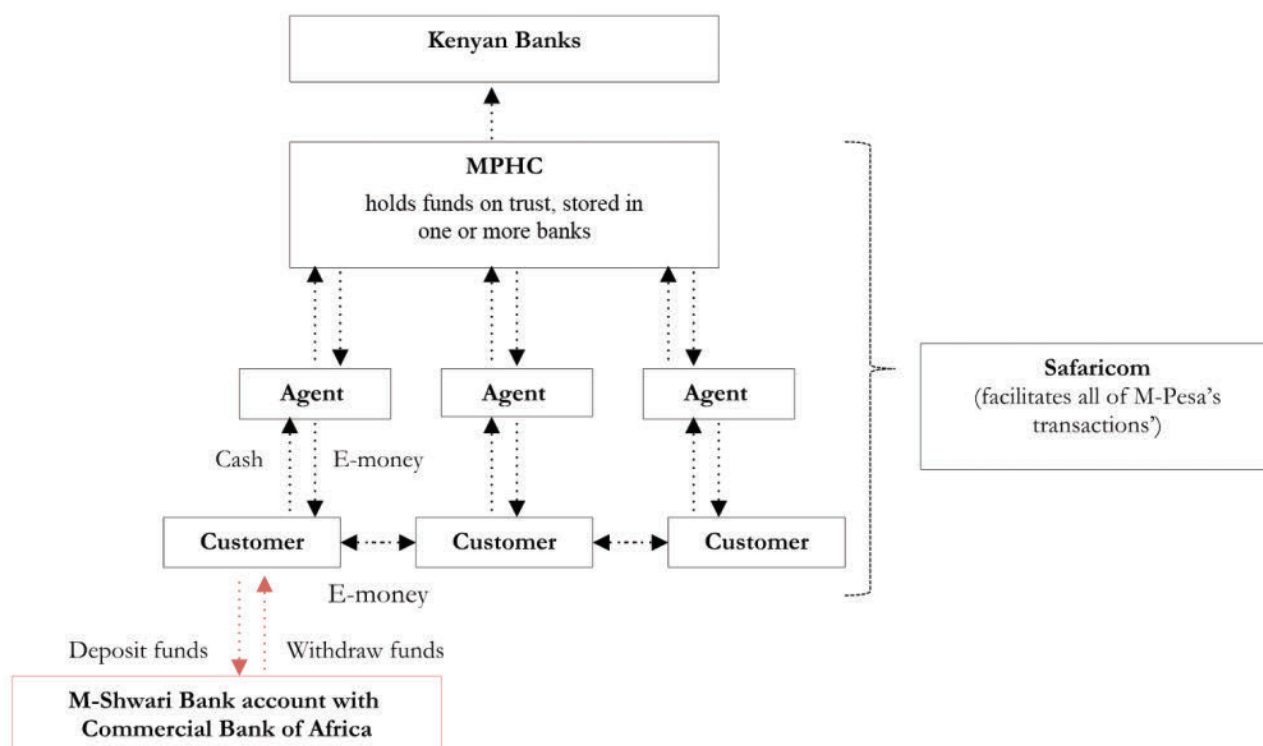 Kenyan Banks
MPHC
holds funds on trust, stored in
one or more banks
Agent
Agent
Agent
Safaricom
(facilitates all of M-Pesa's
transactions')
Cash
E-money
Customer
Customer
Customer
E-money
Deposit funds
Withdraw funds
M-Shwari Bank account with
Commercial Bank of Africa